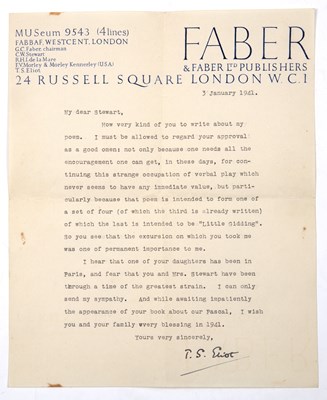 MUSeum 9543 (4 lines)
FABBAF, WESTCENT, LONDON
G.C. Faber, chairman
C.W. Stewart
R.H.I. de la Mare
F.V. Morley & Morley Kennerley (U.S.A.)
T.S. Eliot
FABER
& FABER LTD PUBLISHERS
24 RUSSELL SQUARE LONDON W.C.1
3 January 1941.
My dear Stewart,
How very kind of you to write about my
poem. I must be allowed to regard your approval
as a good omen: not only because one needs all the
encouragement one can get, in these days, for con-
tinuing this strange occupation of verbal play which
never seems to have any immediate value, but parti-
cularly because that poem is intended to form one of
a set of four (of which the third is already written)
of which the last is intended to be "Little Gidding".
So you see that the excursion on which you took me
was one of permanent importance to me.
I hear that one of your daughters has been in
Paris, and fear that you and Mrs. Stewart have been
through a time of the greatest strain. I can only
send my sympathy. And while awaiting impatiently
the appearance of your book about our Pascal, I wish
you and your family every blessing in 1941.
Yours very sincerely,
T. S. Eliot